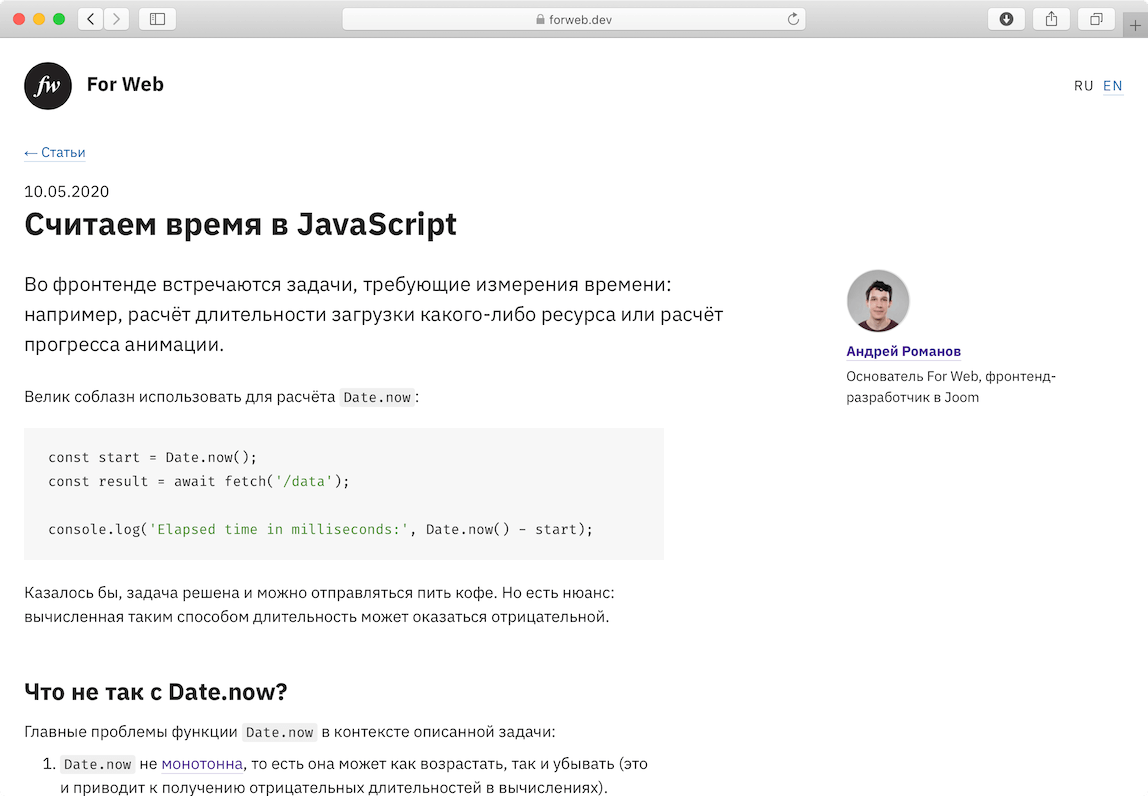 forweb.dev
fw
For Web
RU EN
← Статьи
10.05.2020
Считаем время в JavaScript
Во фронтенде встречаются задачи, требующие измерения времени:
например, расчёт длительности загрузки какого-либо ресурса или расчёт
прогресса анимации.
Андрей Романов
Основатель For Web, фронтенд-
разработчик в Joom
Велик соблазн использовать для расчёта Date.now:
const start = Date.now();
const result = await fetch('/data');
console.log('Elapsed time in milliseconds:', Date.now() - start);
Казалось бы, задача решена и можно отправляться пить кофе. Но есть нюанс:
вычисленная таким способом длительность может оказаться отрицательной.
Что не так с Date.now?
Главные проблемы функции Date.now в контексте описанной задачи:
1. Date.now не монотонна, то есть она может как возрастать, так и убывать (это
и приводит к получению отрицательных длительностей в вычислениях).